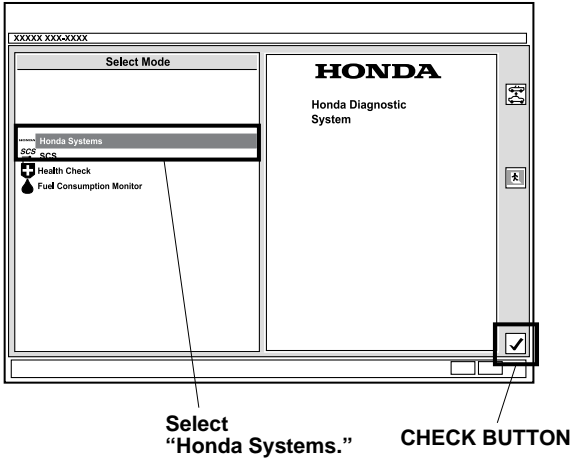 XXXXX XXX-XXXX
Select Mode
HONDA
Honda Diagnostic
System
HONDA Honda Systems
SCS SCS
Health Check
Fuel Consumption Monitor
Select
“Honda Systems.”
CHECK BUTTON